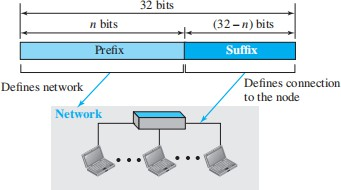 32 bits
n bits
(32 – n) bits
Prefix
Suffix
Defines network
Defines connection
to the node
Network